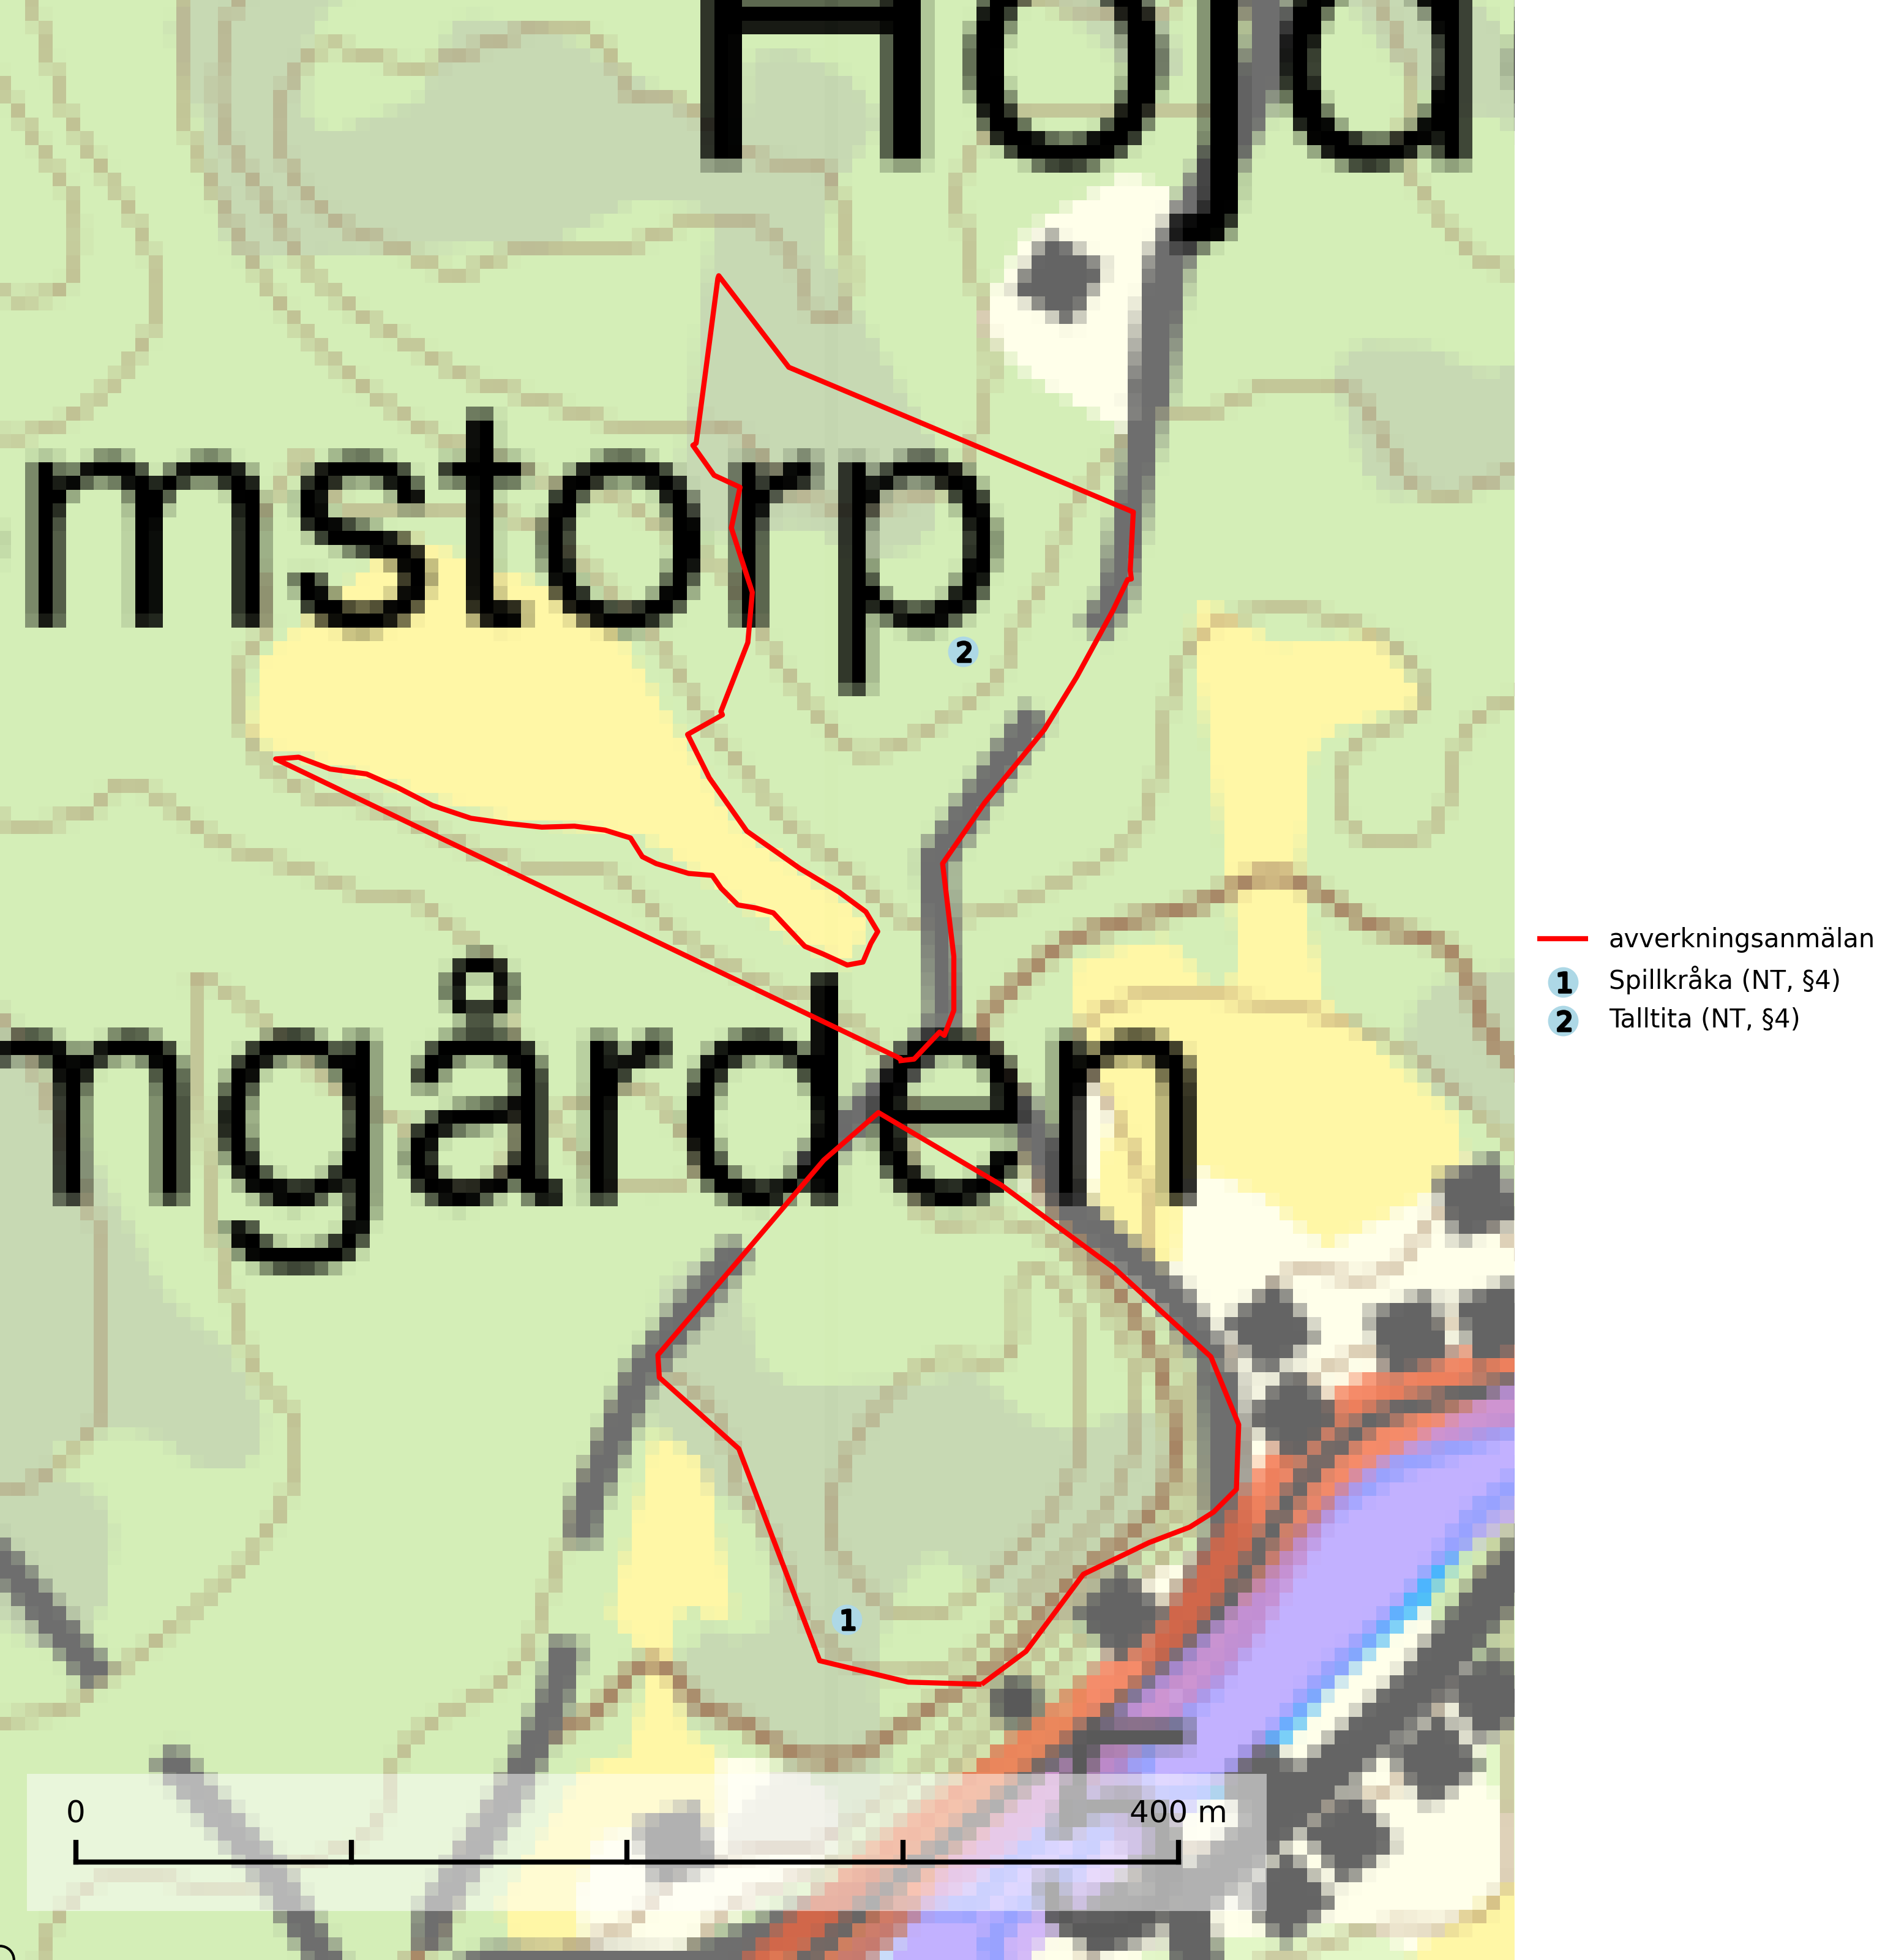 Höja
mstorp
mgården
avverkningsanmälan
1 Spillkråka (NT, §4)
2 Talltita (NT, §4)
2
1
0 400 m